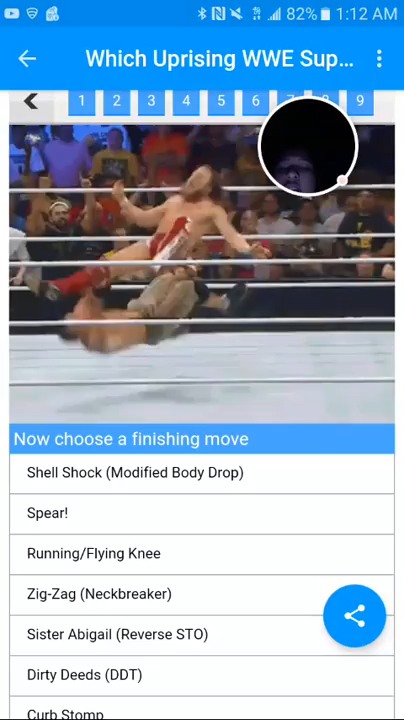 82% 1:12 AM
Which Uprising WWE Sup...
1 2 3 4 5 6 7 8 9
Now choose a finishing move
Shell Shock (Modified Body Drop)
Spear!
Running/Flying Knee
Zig-Zag (Neckbreaker)
Sister Abigail (Reverse STO)
Dirty Deeds (DDT)
Curb Stomp